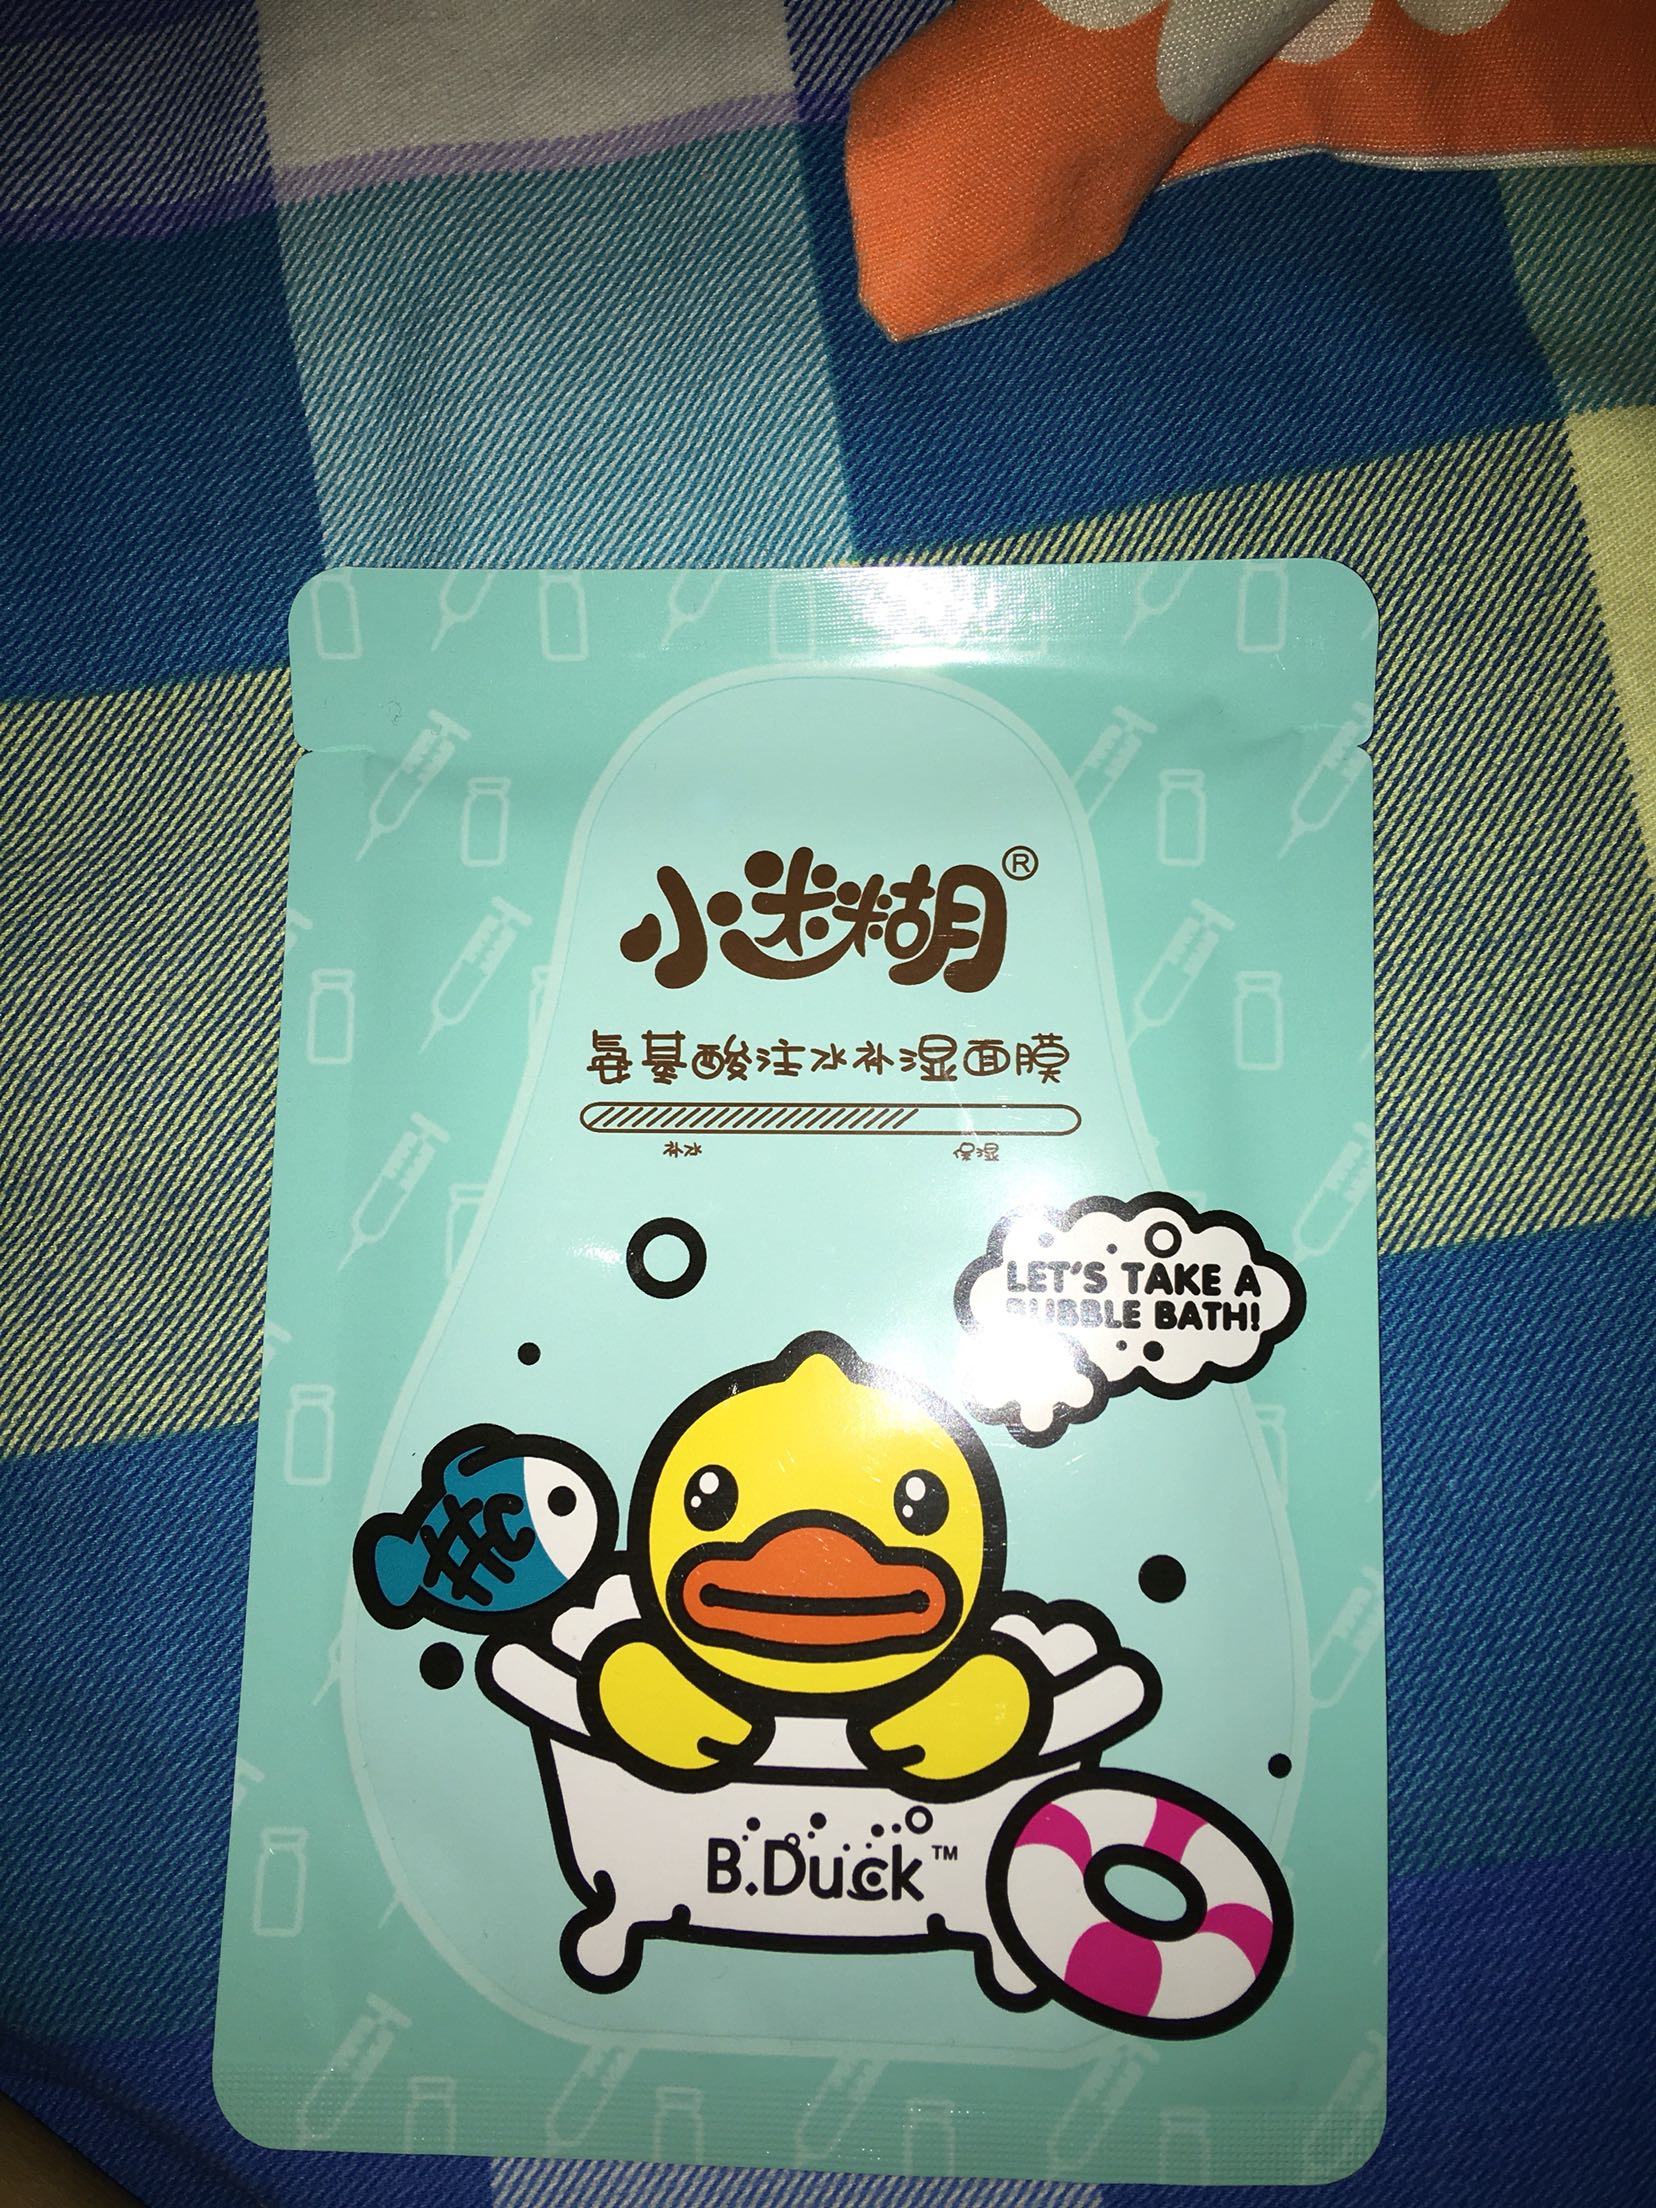 小迷糊®
氨基酸注水补湿面膜
补水 保湿
LET'S TAKE A
BUBBLE BATH!
B.Duck™